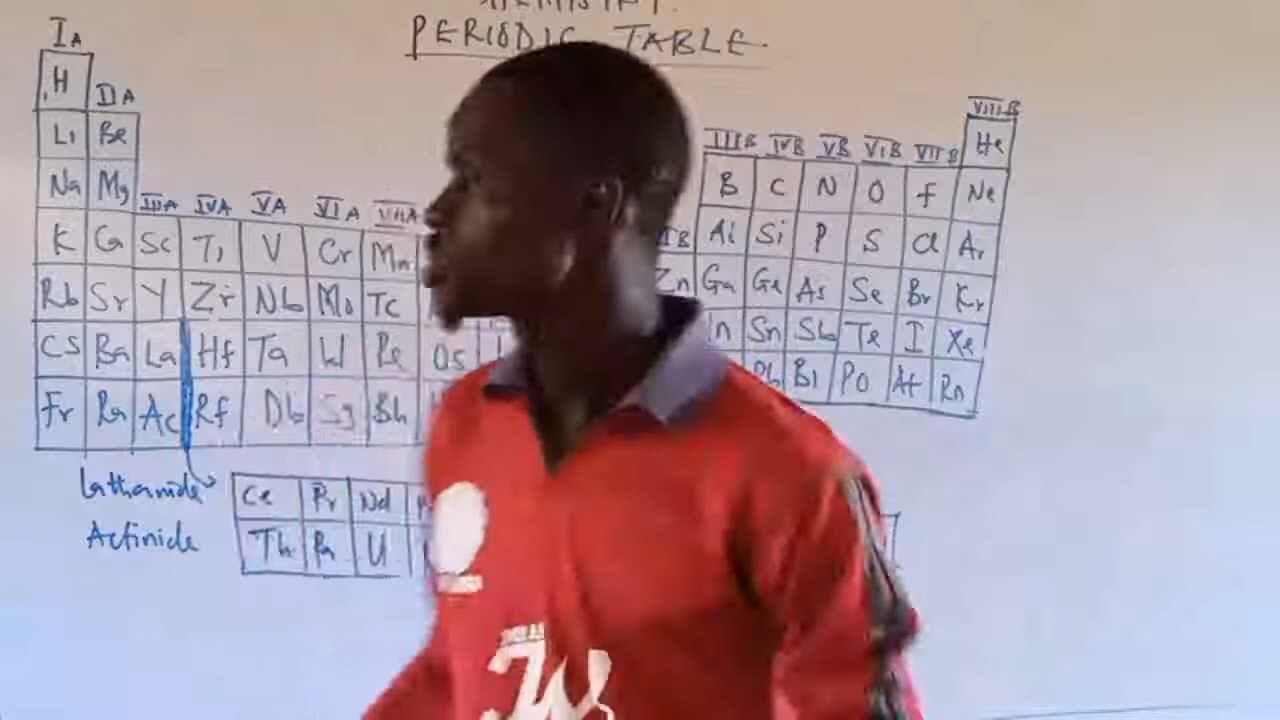 PERIODIC TABLE
IA
H IIA VIIIB
Li Be IIIB IVB VB VIB VIIB He
Na Mg IIIA IVA VA VIA VIIA B C N O f Ne
K Ca Sc Ti V Cr Mn Al Si P S Cl Ar
Rb Sr Y Zr Nb Mo Tc Zn Ga Ge As Se Br Kr
CS Ba La Hf Ta W Re Os In Sn Sb Te I Xe
Fr Ra Ac Rf Db Sg Bh Pb Bi Po At Rn
Lathanide Ce Pr Nd
Actinide Th Pa U